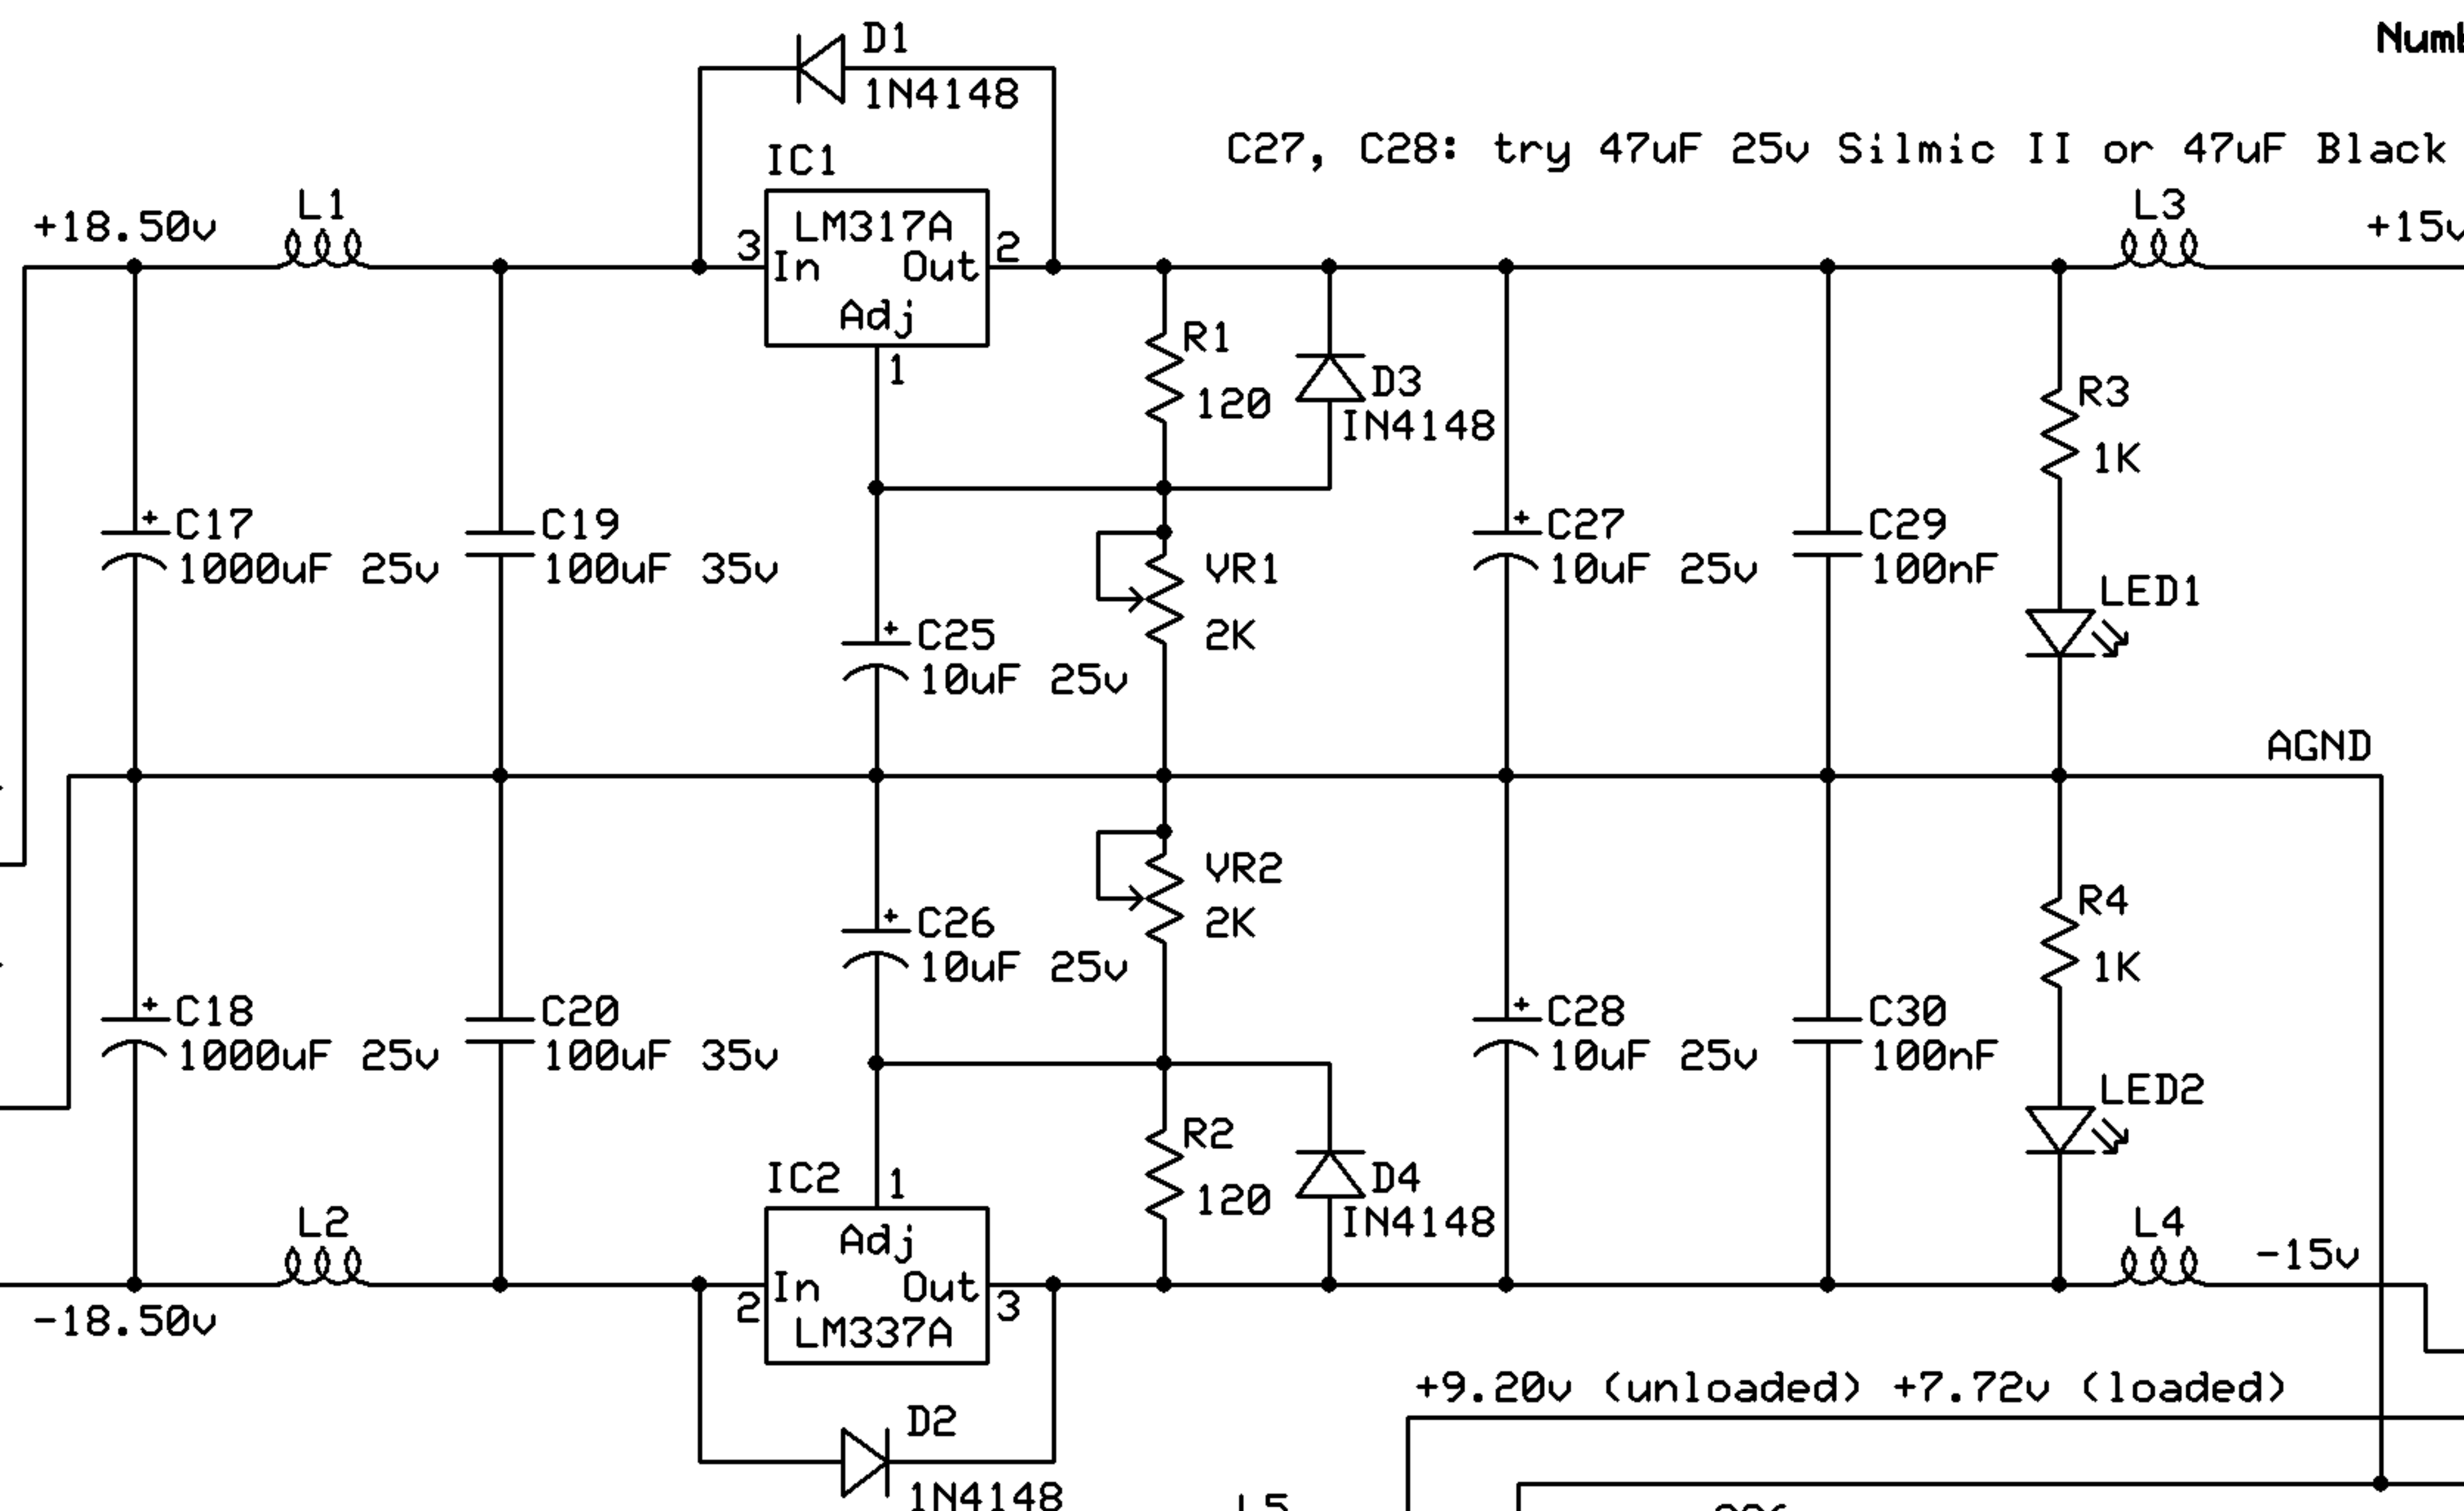 D1
Numb
1N4148
C27, C28: try 47uF 25v Silmic II or 47uF Black
IC1
L1
L3
+18.50v
LM317A
+15v
3
In
Out
2
Adj
R1
1
D3
120
IN4148
R3
1K
+ C17
1000uF 25v
C19
100uF 35v
VR1
2K
+ C27
10uF 25v
C29
100nF
LED1
+ C25
10uF 25v
AGND
VR2
2K
R4
1K
+ C26
10uF 25v
+ C18
1000uF 25v
C20
100uF 35v
+ C28
10uF 25v
C30
100nF
LED2
R2
120
D4
IN4148
IC2
1
L2
L4
Adj
-15v
In
Out
2
3
-18.50v
LM337A
+9.20v (unloaded) +7.72v (loaded)
D2
1N4148
L5